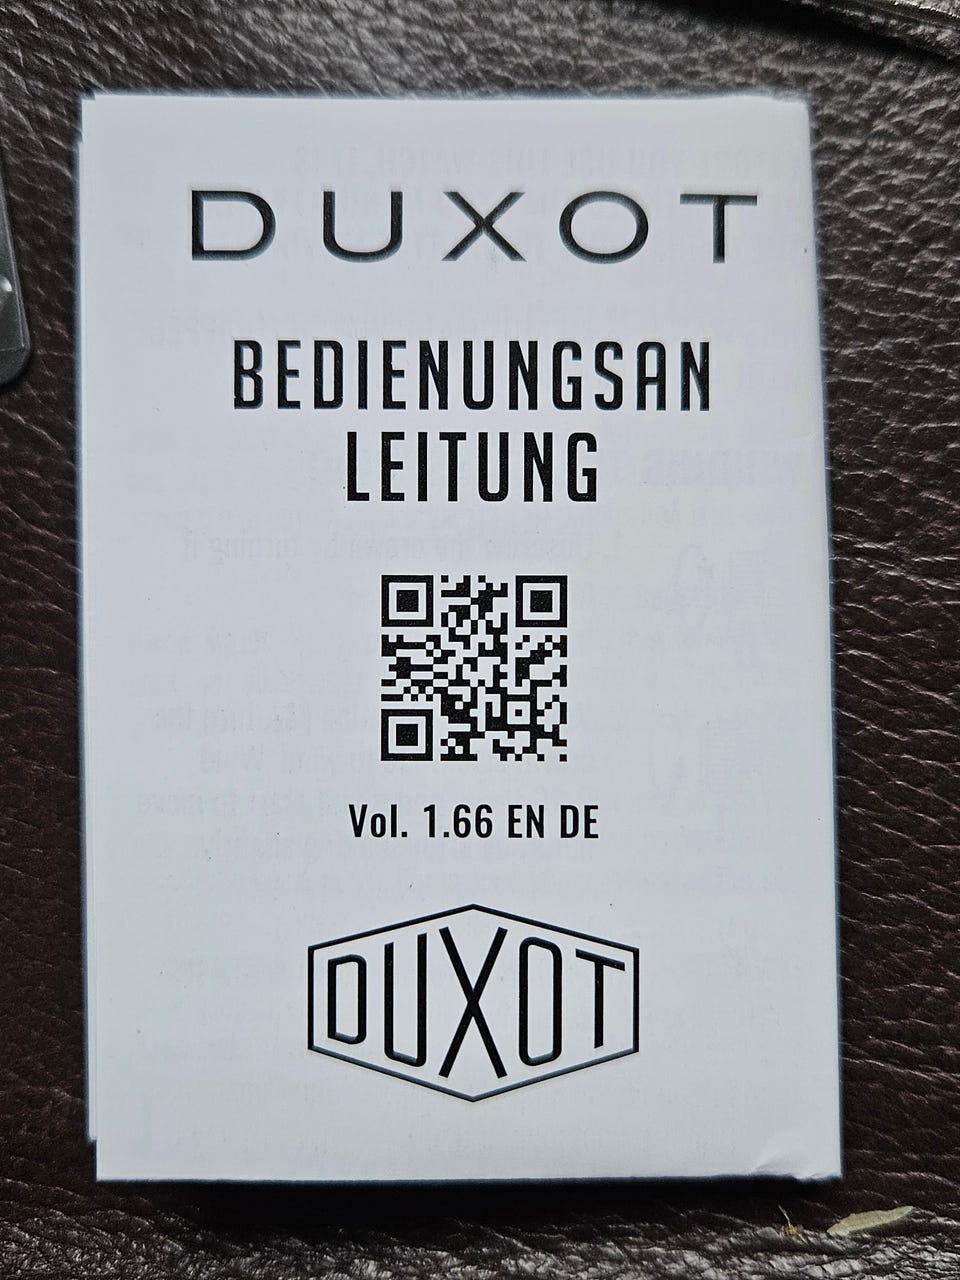 DUXOT
BEDIENUNGSAN
LEITUNG
Vol. 1.66 EN DE
DUXOT